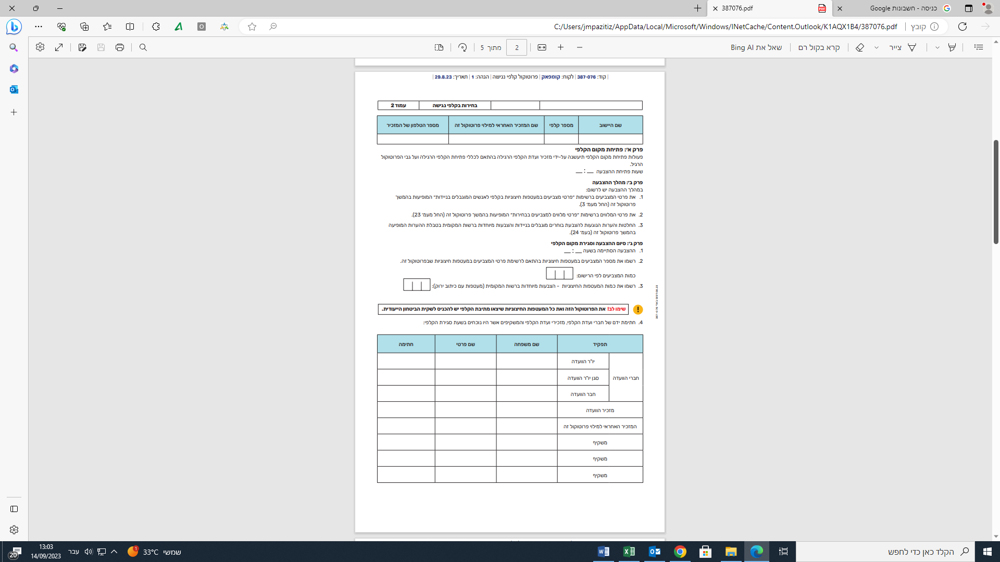 כניסה - חשבונות Google
387076.pdf
קובץ
C:/Users/jmpazitiz/AppData/Local/Microsoft/Windows/INetCache/Content.Outlook/K1AQX1B4/387076.pdf
צייר
קרא בקול רם
שאל את Bing AI
2
מתוך 5
| קוד: 387-076 | לקוח: קומפאק | פרוטוקול קלפי נגישה | הגהה: 1 | תאריך: 29.8.23 |
בחירות בקלפי נגישה
עמוד 2
שם היישוב
מספר קלפי
שם המזכיר האחראי למילוי פרוטוקול זה
מספר הטלפון של המזכיר
פרק א׳: פתיחת מקום הקלפי
פעולות פתיחת מקום הקלפי תיעשנה על-ידי מזכיר ועדת הקלפי הרגילה בהתאם לכללי פתיחת הקלפי הרגילה ועל גבי הפרוטוקול
הרגיל.
שעות פתיחת ההצבעה __ : __
פרק ב׳: מהלך ההצבעה
במהלך ההצבעה יש לרשום:
1. את פרטי המצביעים ברשימות ״פרטי מצביעים במעטפות חיצוניות בקלפי לאנשים המוגבלים בניידות״ המופיעות בהמשך
פרוטוקול זה (החל מעמ׳ 3).
2. את פרטי המלווים ברשימות ״פרטי מלווים למצביעים בבחירות״ המופיעות בהמשך פרוטוקול זה (החל מעמ׳ 23).
3. החלטות והערות הנוגעות להצבעת בוחרים מוגבלים בניידות והצבעות מיוחדות ברשות המקומית בטבלת ההערות המופיעה
בהמשך פרוטוקול זה (בעמ׳ 24).
פרק ג׳: סיום ההצבעה וסגירת מקום הקלפי
1. ההצבעה הסתיימה בשעה __ : __
2. רשמו את מספר המצביעים במעטפות חיצוניות בהתאם לרשימת פרטי המצביעים במעטפות חיצוניות שבפרוטוקול זה.
כמות המצביעים לפי הרישום:
3. רשמו את כמות המעטפות החיצוניות - הצבעות מיוחדות ברשות המקומית (מעטפות עם כיתוב ירוק):
! שימו לב! את הפרוטוקול הזה ואת כל המעטפות החיצוניות שיצאו מתיבת הקלפי יש להכניס לשקית הביטחון הייעודית.
4. חתימת ידם של חברי ועדת הקלפי, מזכירי ועדת הקלפי והמשקיפים אשר היו נוכחים בשעת סגירת הקלפי:
תפקיד
שם משפחה
שם פרטי
חתימה
חברי הוועדה
יו"ר הוועדה
סגן יו"ר הוועדה
חבר הוועדה
מזכיר הוועדה
המזכיר האחראי למילוי פרוטוקול זה
משקיף
משקיף
משקיף
הקלד כאן כדי לחפש
שמשי 33°C
1
עבר
13:03
14/09/2023
20